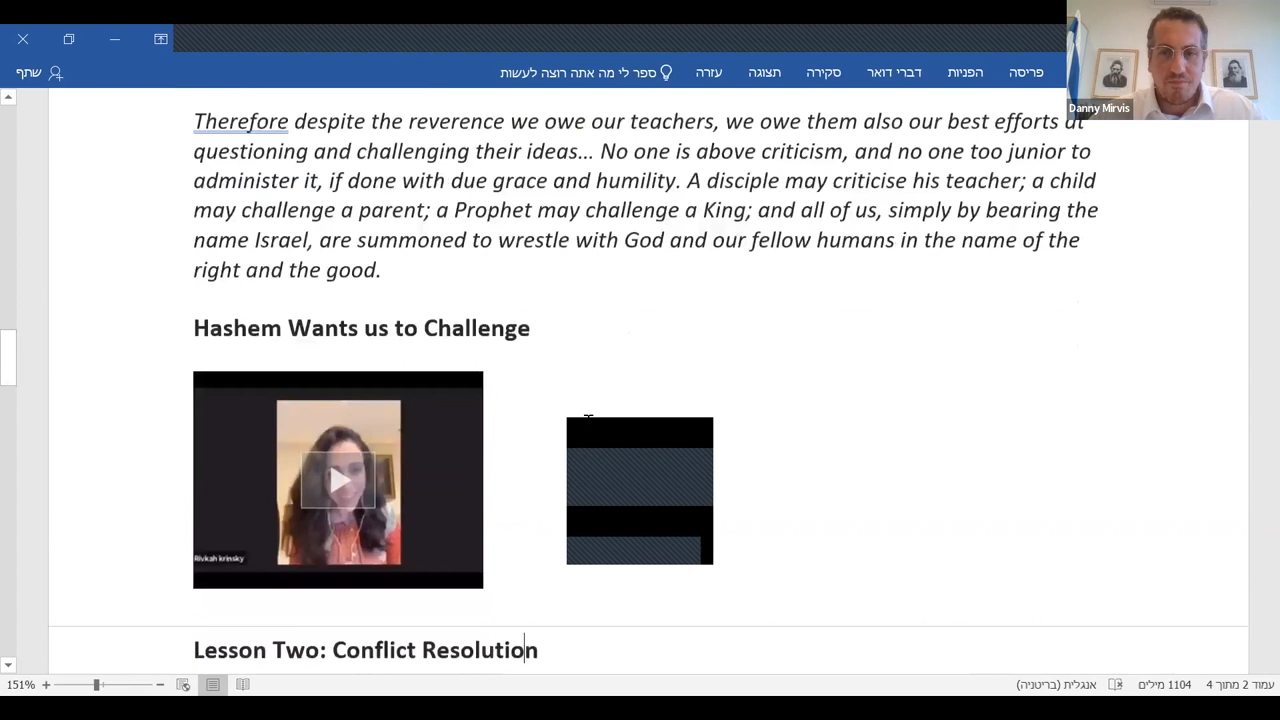 שתף
ספר לי מה אתה רוצה לעשות
עזרה
תצוגה
סקירה
דברי דואר
הפניות
פריסה
Danny Mirvis
Therefore despite the reverence we owe our teachers, we owe them also our best efforts at
questioning and challenging their ideas... No one is above criticism, and no one too junior to
administer it, if done with due grace and humility. A disciple may criticise his teacher; a child
may challenge a parent; a Prophet may challenge a King; and all of us, simply by bearing the
name Israel, are summoned to wrestle with God and our fellow humans in the name of the
right and the good.
Hashem Wants us to Challenge
Rivkah krinsky
Lesson Two: Conflict Resolution
151%
אנגלית (בריטניה)
1104 מילים
עמוד 2 מתוך 4